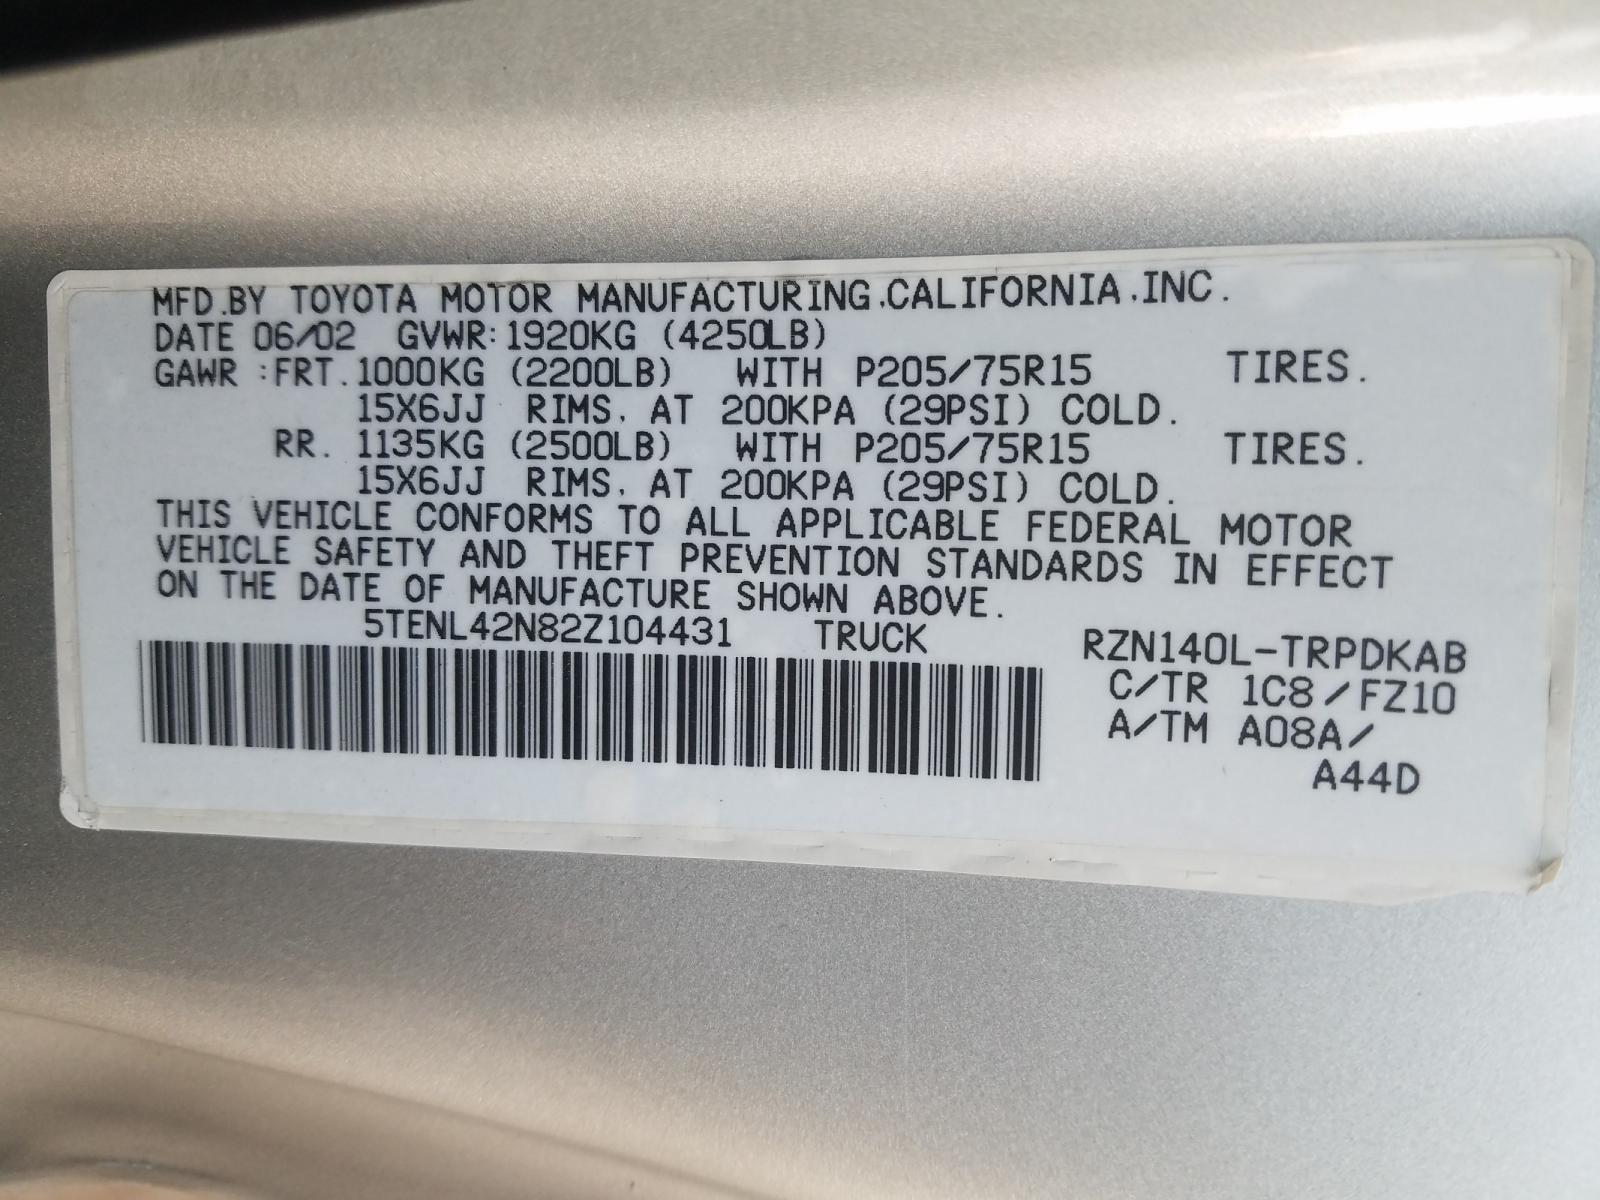 MFD.BY TOYOTA MOTOR MANUFACTURING.CALIFORNIA.INC.
DATE 06/02 GVWR:1920KG (4250LB)
GAWR :FRT.1000KG (2200LB) WITH P205/75R15 TIRES.
15X6JJ RIMS. AT 200KPA (29PSI) COLD.
RR. 1135KG (2500LB) WITH P205/75R15 TIRES.
15X6JJ RIMS. AT 200KPA (29PSI) COLD.
THIS VEHICLE CONFORMS TO ALL APPLICABLE FEDERAL MOTOR
VEHICLE SAFETY AND THEFT PREVENTION STANDARDS IN EFFECT
ON THE DATE OF MANUFACTURE SHOWN ABOVE.
5TENL42N82Z104431 TRUCK RZN140L-TRPDKAB
C/TR 1C8/FZ10
A/TM A08A/
A44D